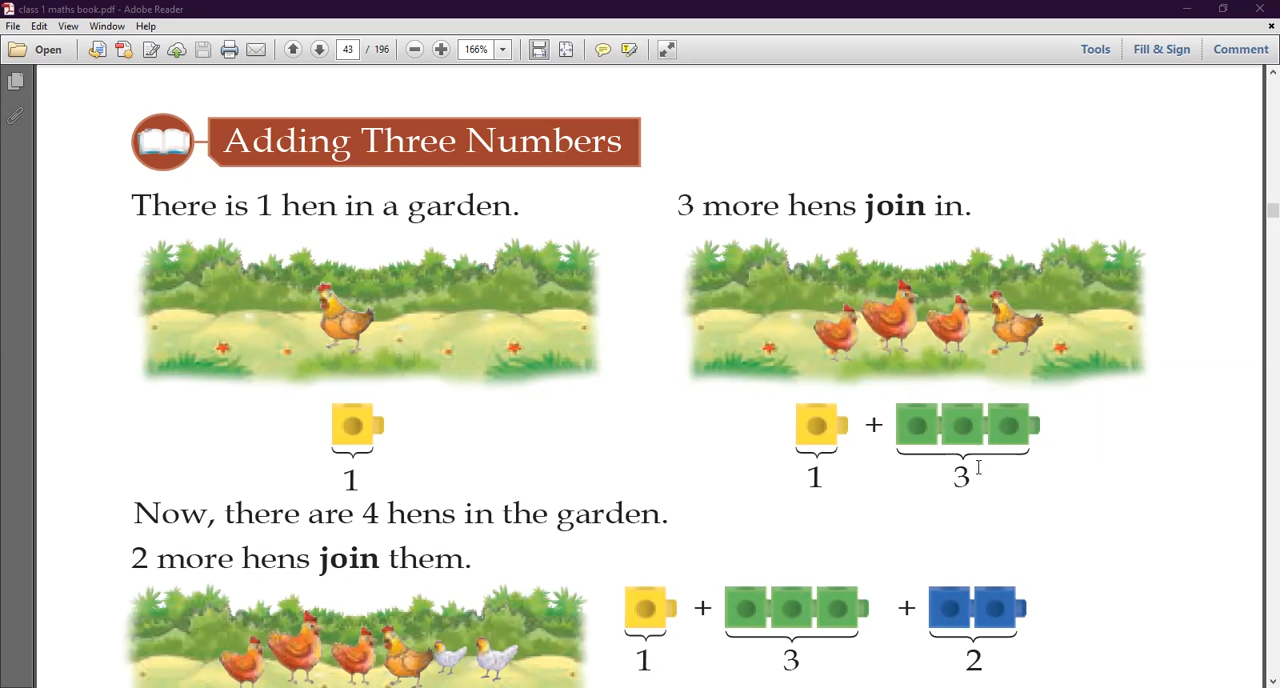 class 1 maths book.pdf - Adobe Reader
File Edit View Window Help
Open 43 / 196 166% Tools Fill & Sign Comment
Adding Three Numbers
There is 1 hen in a garden.
3 more hens join in.
1
1 + 3
Now, there are 4 hens in the garden.
2 more hens join them.
+ +
1 3 2